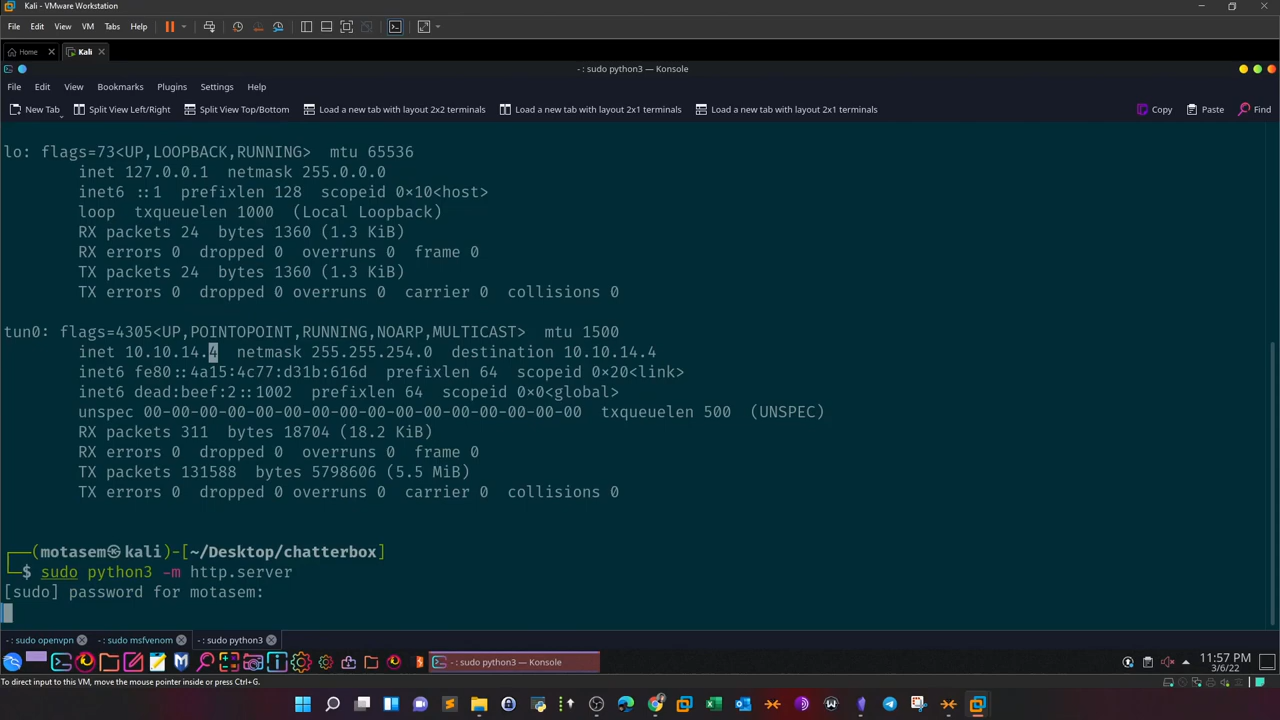 Kali - VMware Workstation
File Edit View VM Tabs Help
Home Kali
- : sudo python3 — Konsole
File Edit View Bookmarks Plugins Settings Help
New Tab Split View Left/Right Split View Top/Bottom Load a new tab with layout 2x2 terminals Load a new tab with layout 2x1 terminals Load a new tab with layout 2x1 terminals Copy Paste Find
lo: flags=73<UP,LOOPBACK,RUNNING> mtu 65536
inet 127.0.0.1 netmask 255.0.0.0
inet6 ::1 prefixlen 128 scopeid 0×10<host>
loop txqueuelen 1000 (Local Loopback)
RX packets 24 bytes 1360 (1.3 KiB)
RX errors 0 dropped 0 overruns 0 frame 0
TX packets 24 bytes 1360 (1.3 KiB)
TX errors 0 dropped 0 overruns 0 carrier 0 collisions 0
tun0: flags=4305<UP,POINTOPOINT,RUNNING,NOARP,MULTICAST> mtu 1500
inet 10.10.14.4 netmask 255.255.254.0 destination 10.10.14.4
inet6 fe80::4a15:4c77:d31b:616d prefixlen 64 scopeid 0×20<link>
inet6 dead:beef:2::1002 prefixlen 64 scopeid 0×0<global>
unspec 00-00-00-00-00-00-00-00-00-00-00-00-00-00-00-00 txqueuelen 500 (UNSPEC)
RX packets 311 bytes 18704 (18.2 KiB)
RX errors 0 dropped 0 overruns 0 frame 0
TX packets 131588 bytes 5798606 (5.5 MiB)
TX errors 0 dropped 0 overruns 0 carrier 0 collisions 0
┌──(motasem㉿kali)-[~/Desktop/chatterbox]
└─$ sudo python3 -m http.server
[sudo] password for motasem:
- : sudo openvpn - : sudo msfvenom - : sudo python3
- : sudo python3 — Konsole 11:57 PM
3/6/22
To direct input to this VM, move the mouse pointer inside or press Ctrl+G.